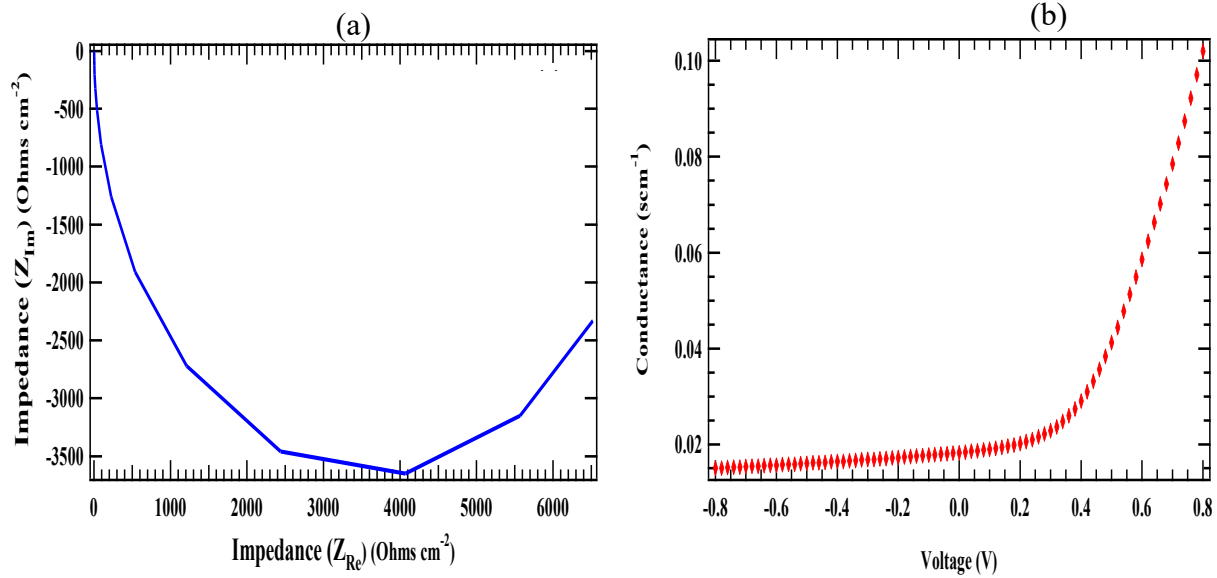 (a)
0
-500
-1000
-1500
-2000
-2500
-3000
-3500
Impedance (Z_Im) (Ohms cm^-2)
0 1000 2000 3000 4000 5000 6000
Impedance (Z_Re) (Ohms cm^-2)
(b)
0.10
0.08
0.06
0.04
0.02
Conductance (scm^-1)
-0.8 -0.6 -0.4 -0.2 0.0 0.2 0.4 0.6 0.8
Voltage (V)